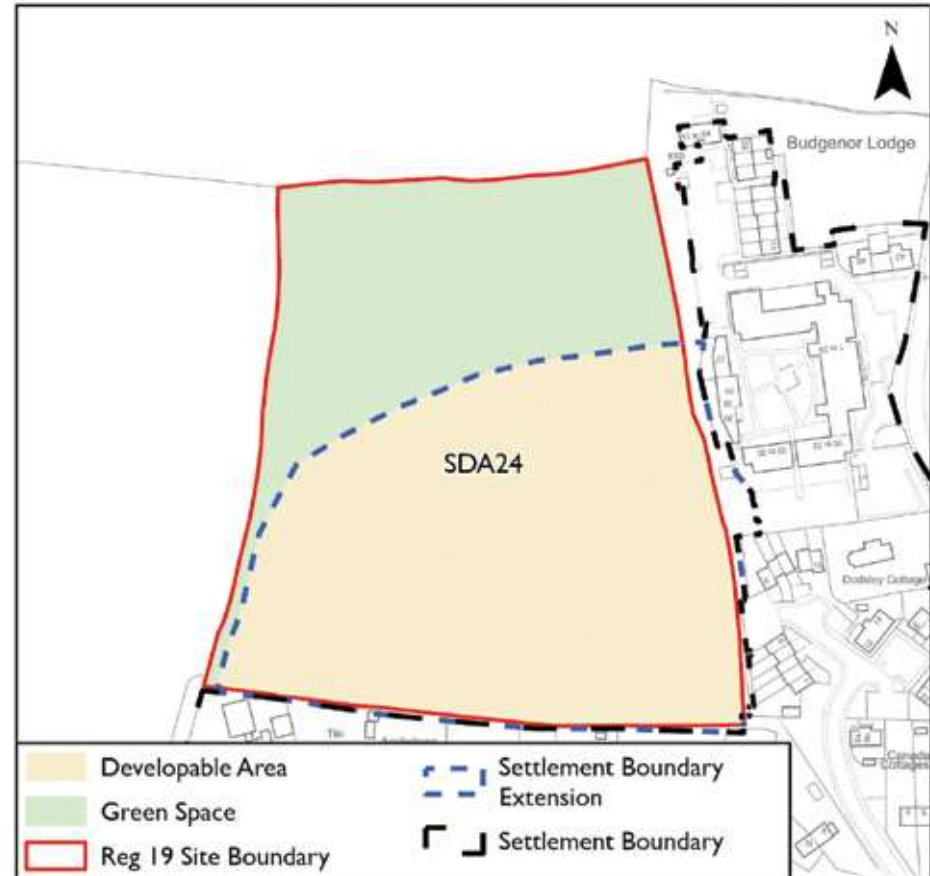 N
Budgenor Lodge
SDA24
Dodsley Cottage
Developable Area
Green Space
Reg 19 Site Boundary
Settlement Boundary
Extension
Settlement Boundary